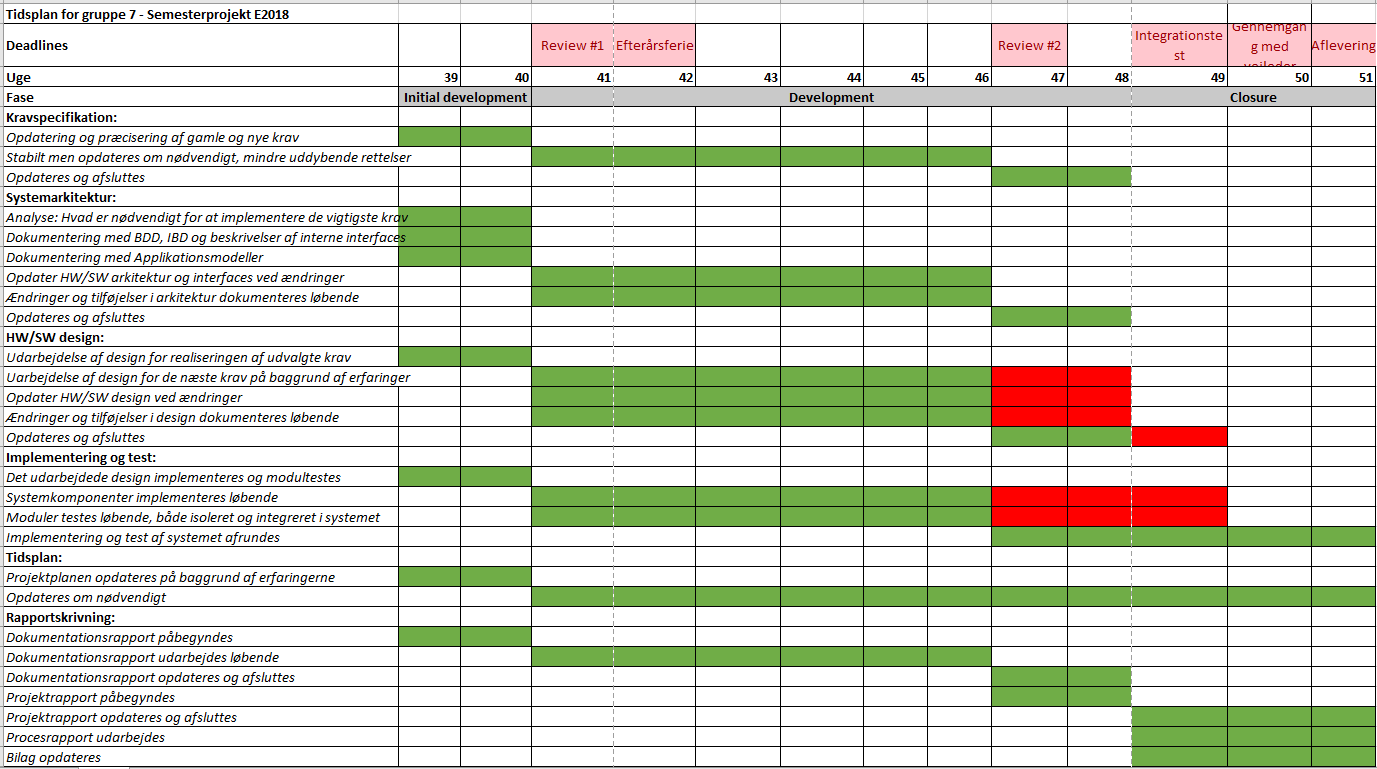 Tidsplan for gruppe 7 - Semesterprojekt E2018
Deadlines Review #1 Efterårsferie Review #2 Integrationste Gennemgan Aflevering
st g med
vejleder
Uge 39 40 41 42 43 44 45 46 47 48 49 50 51
Fase Initial development Development Closure
Kravspecifikation:
Opdatering og præcisering af gamle og nye krav
Stabilt men opdateres om nødvendigt, mindre uddybende rettelser
Opdateres og afsluttes
Systemarkitektur:
Analyse: Hvad er nødvendigt for at implementere de vigtigste krav
Dokumentering med BDD, IBD og beskrivelser af interne interfaces
Dokumentering med Applikationsmodeller
Opdater HW/SW arkitektur og interfaces ved ændringer
Ændringer og tilføjelser i arkitektur dokumenteres løbende
Opdateres og afsluttes
HW/SW design:
Udarbejdelse af design for realiseringen af udvalgte krav
Uarbejdelse af design for de næste krav på baggrund af erfaringer
Opdater HW/SW design ved ændringer
Ændringer og tilføjelser i design dokumenteres løbende
Opdateres og afsluttes
Implementering og test:
Det udarbejdede design implementeres og modultestes
Systemkomponenter implementeres løbende
Moduler testes løbende, både isoleret og integreret i systemet
Implementering og test af systemet afrundes
Tidsplan:
Projektplanen opdateres på baggrund af erfaringerne
Opdateres om nødvendigt
Rapportskrivning:
Dokumentationsrapport påbegyndes
Dokumentationsrapport udarbejdes løbende
Dokumentationsrapport opdateres og afsluttes
Projektrapport påbegyndes
Projektrapport opdateres og afsluttes
Procesrapport udarbejdes
Bilag opdateres